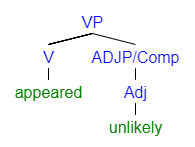 VP
V ADJP/Comp
appeared Adj
unlikely